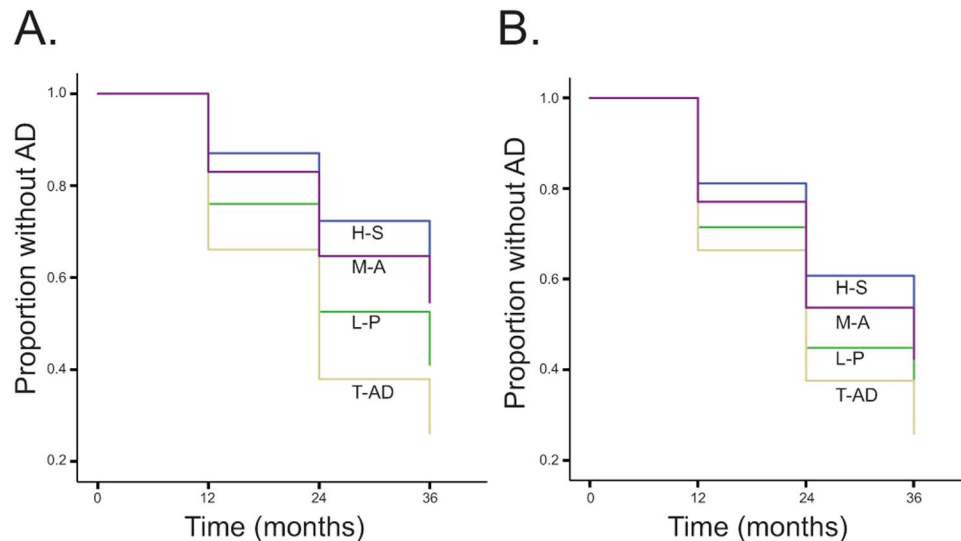 A.
Proportion without AD
1.0
0.8
0.6
0.4
0.2
H-S
M-A
L-P
T-AD
0 12 24 36
Time (months)
B.
Proportion without AD
1.0
0.8
0.6
0.4
0.2
H-S
M-A
L-P
T-AD
0 12 24 36
Time (months)